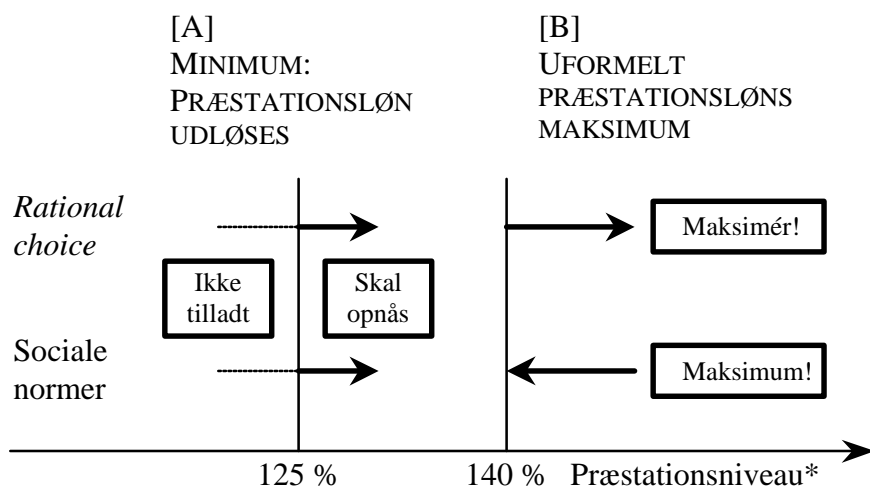 [A]
MINIMUM:
PRÆSTATIONSLØN
UDLØSES
[B]
UFORMELT
PRÆSTATIONSLØNS
MAKSIMUM
Rational
choice
Maksimér!
Ikke
tilladt
Skal
opnås
Sociale
normer
Maksimum!
125 %
140 %
Præstationsniveau*